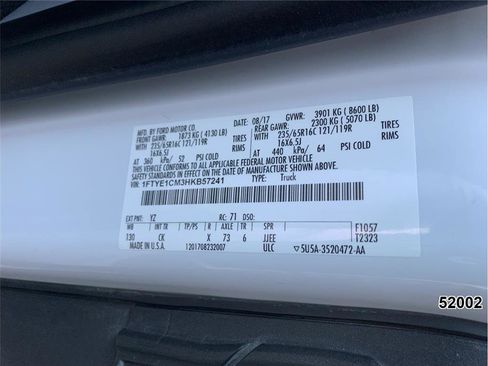 MFD. BY FORD MOTOR CO.
DATE: 08/17 GVWR: 3901 KG ( 8600 LB)
FRONT GAWR: 1873 KG ( 4130 LB) REAR GAWR: 2300 KG ( 5070 LB)
WITH 235/65R16C 121/119R TIRES WITH 235/65R16C 121/119R TIRES
16X6.5J RIMS 16X6.5J RIMS
AT 360 kPa/ 52 PSI COLD AT 440 kPa/ 64 PSI COLD
THIS VEHICLE CONFORMS TO ALL APPLICABLE FEDERAL MOTOR VEHICLE
SAFETY STANDARDS IN EFFECT ON THE DATE OF MANUFACTURE SHOWN ABOVE.
VIN: 1FTYE1CM3HKB57241
TYPE: Truck
EXT PNT: YZ RC: 71 DSO:
WB INT TR TP/PS R AXLE TR SPR F1057
130 CK X 73 6 JJEE T2323
MADE IN U.S.A. 1201708232007 ULC 5U5A-3520472-AA
52002